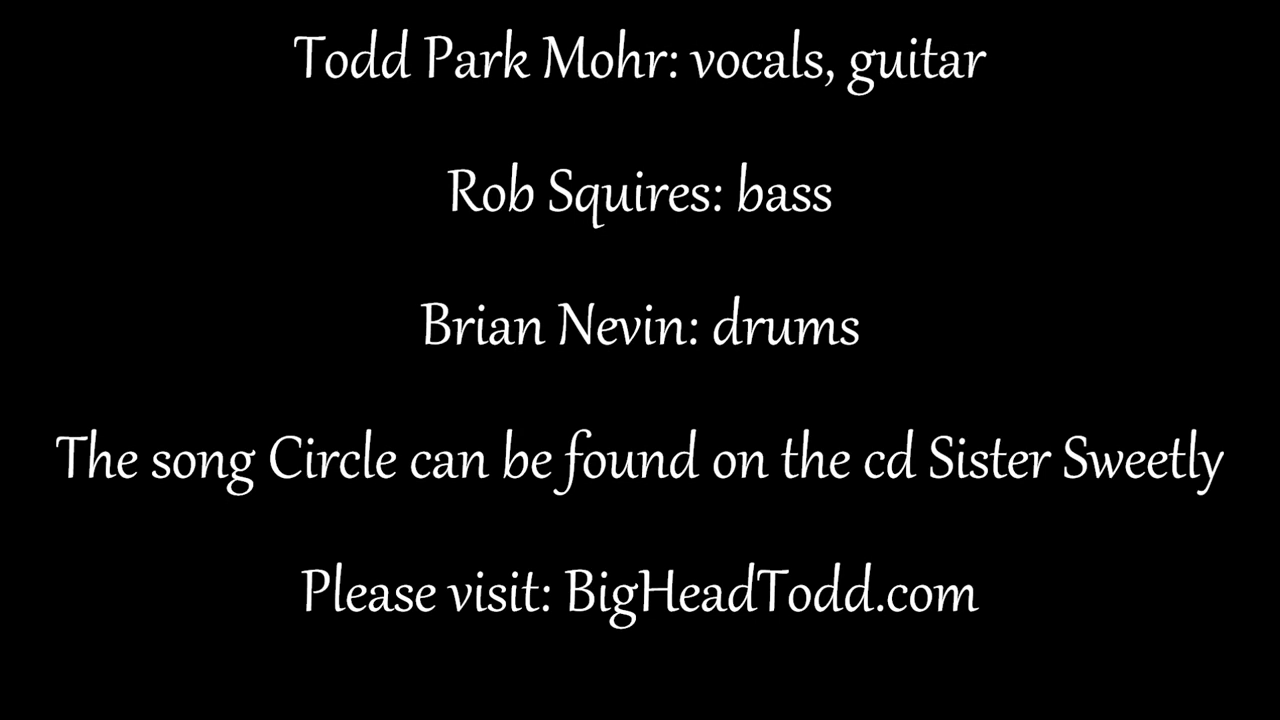 Todd Park Mohr: vocals, guitar
Rob Squires: bass
Brian Nevin: drums
The song Circle can be found on the cd Sister Sweetly
Please visit: BigHeadTodd.com